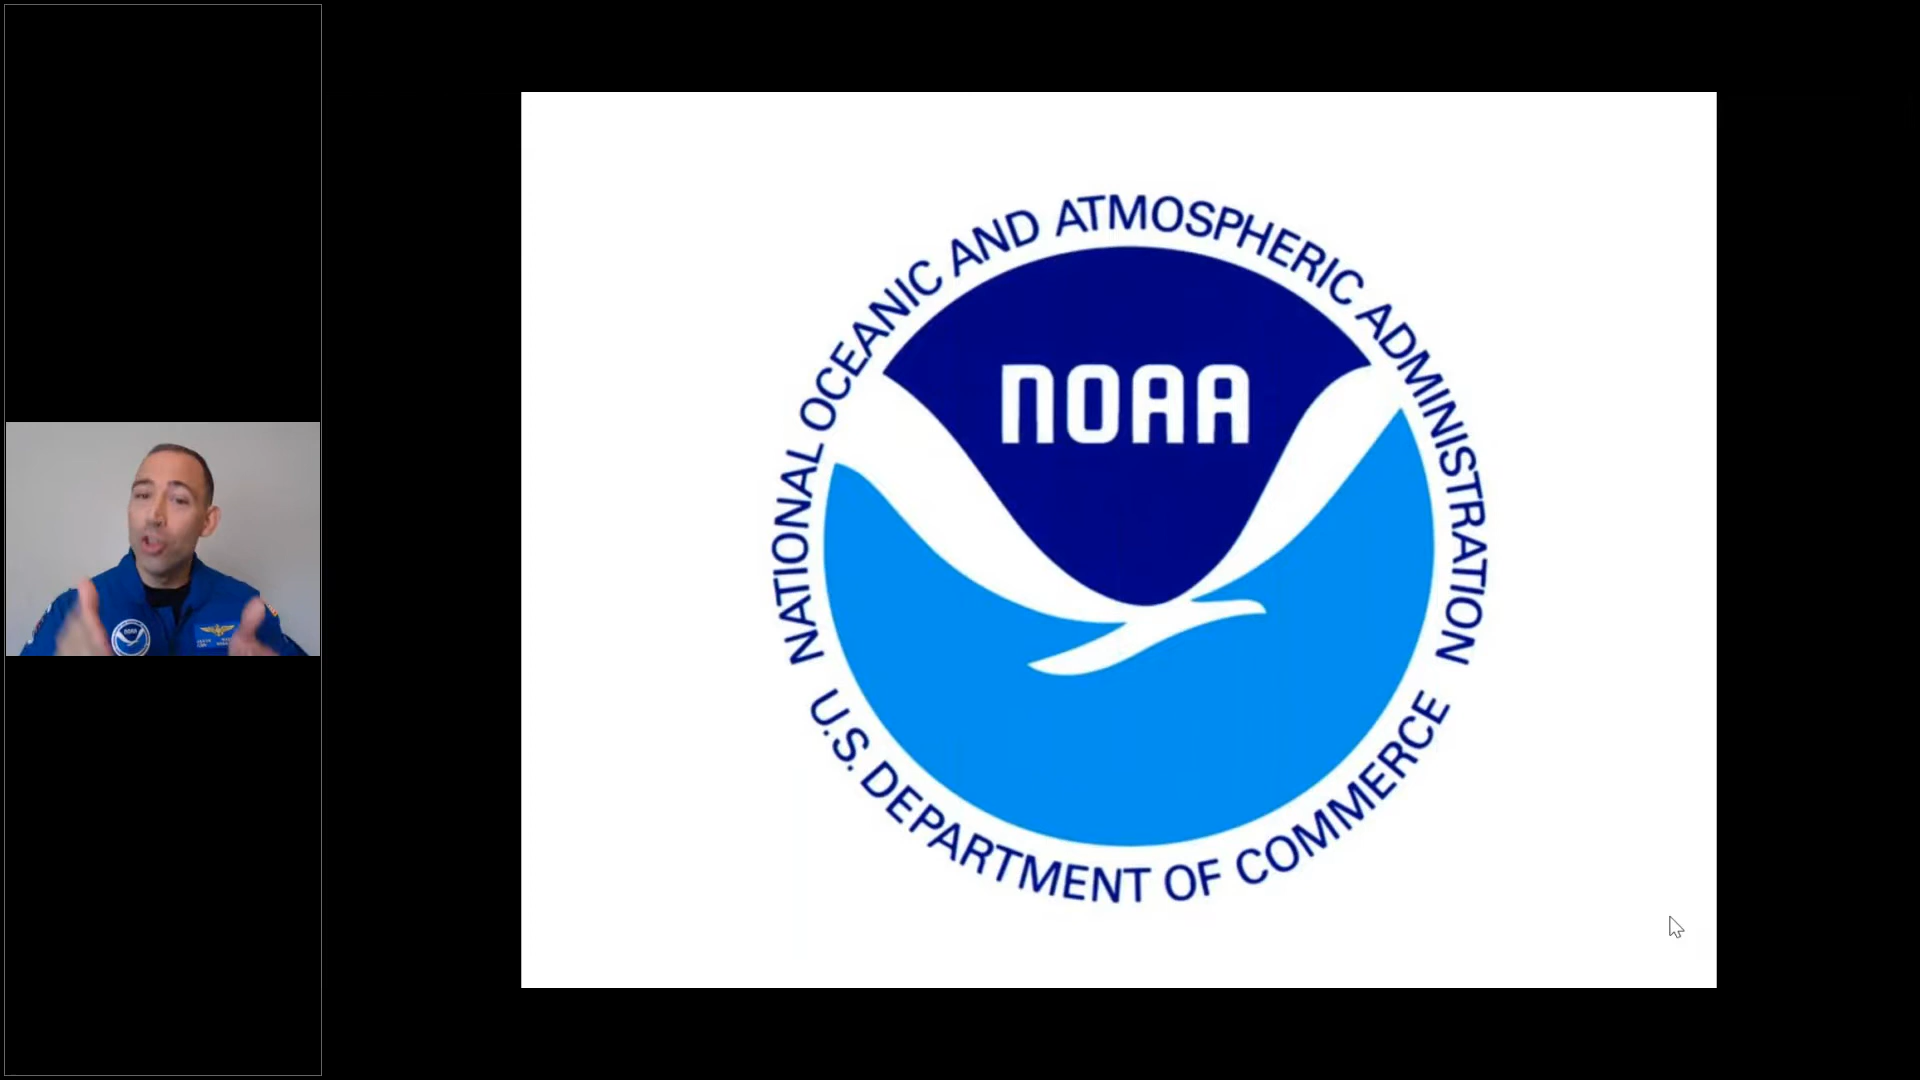 NATIONAL OCEANIC AND ATMOSPHERIC ADMINISTRATION
NOAA
U.S. DEPARTMENT OF COMMERCE